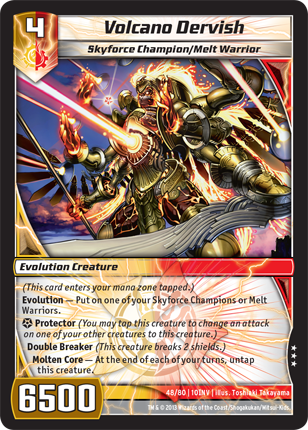 4
Volcano Dervish
Skyforce Champion/Melt Warrior
Evolution Creature
(This card enters your mana zone tapped.)
Evolution — Put on one of your Skyforce Champions or Melt
Warriors.
Protector (You may tap this creature to change an attack
on one of your other creatures to this creature.)
Double Breaker (This creature breaks 2 shields.)
Molten Core — At the end of each of your turns, untap
this creature.
6500
48/80 | 10INV | illus. Toshiaki Takayama
TM & © 2013 Wizards of the Coast/Shogakukan/Mitsui-Kids.